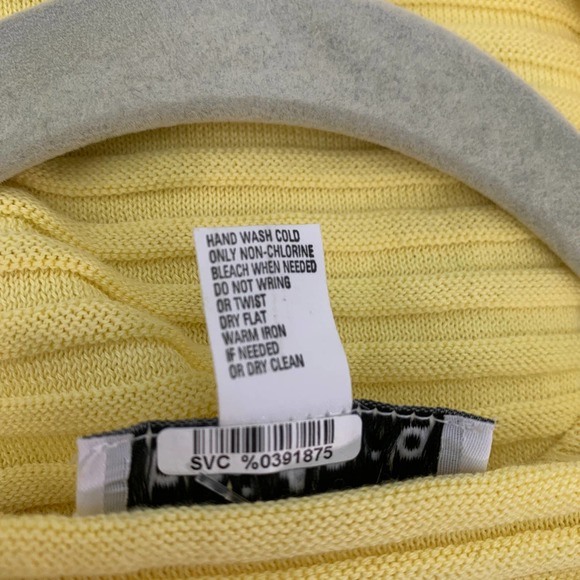 HAND WASH COLD
ONLY NON-CHLORINE
BLEACH WHEN NEEDED
DO NOT WRING
OR TWIST
DRY FLAT
WARM IRON
IF NEEDED
OR DRY CLEAN
SVC %0391875